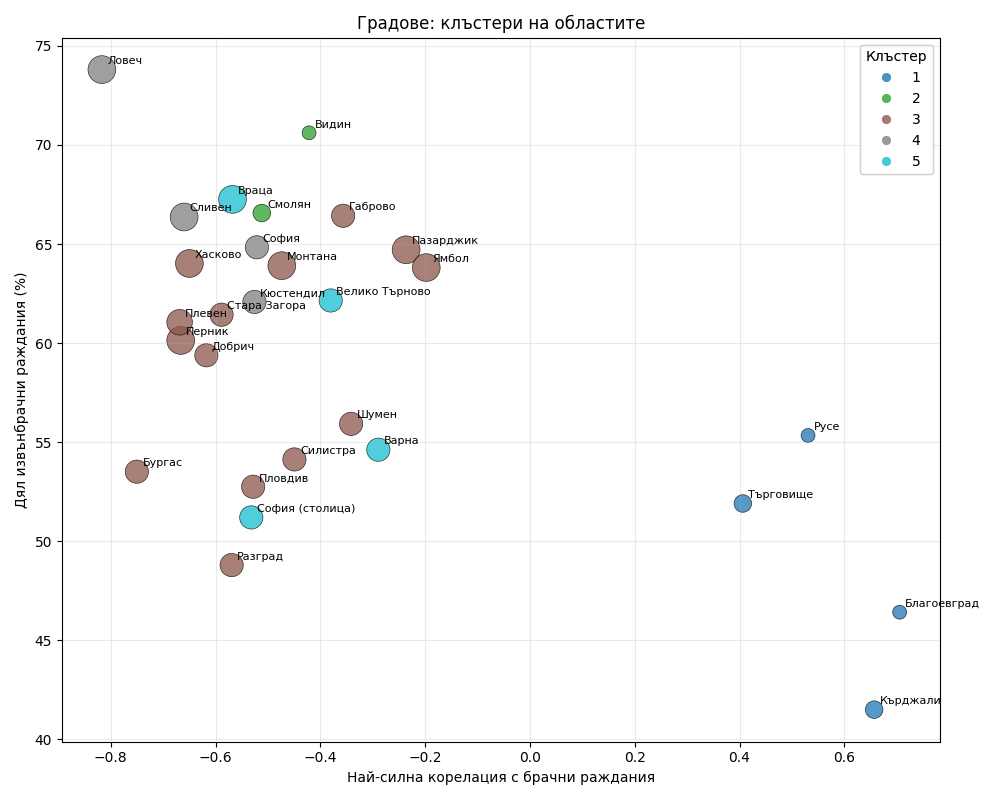 Градове: клъстери на областите
Клъстер
1
2
3
4
5
Ловеч
Видин
Враца
Смолян
Сливен
Габрово
София
Пазарджик
Хасково
Монтана
Ямбол
Кюстендил
Велико Търново
Стара Загора
Плевен
Перник
Добрич
Шумен
Русе
Варна
Силистра
Бургас
Пловдив
Търговище
София (столица)
Разград
Благоевград
Кърджали
75
70
65
60
55
50
45
40
Дял извънбрачни раждания (%)
−0.8
−0.6
−0.4
−0.2
0.0
0.2
0.4
0.6
Най-силна корелация с брачни раждания